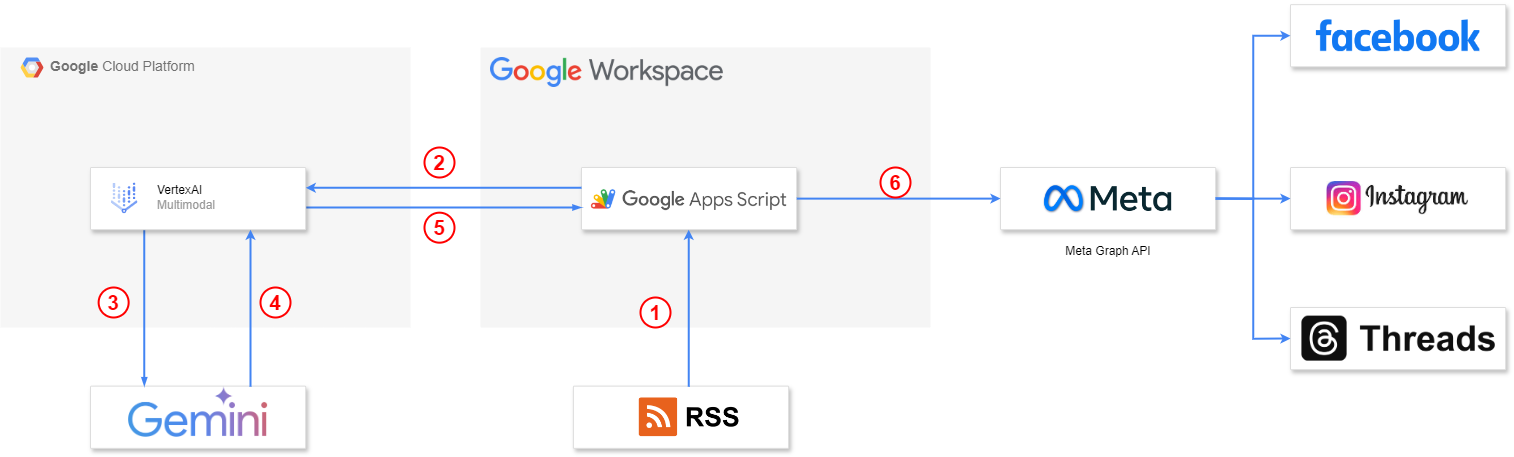 Google Cloud Platform
Google Workspace
facebook
2
6
VertexAI
Multimodal
Google Apps Script
Meta
Instagram
5
Meta Graph API
3
4
1
Threads
Gemini
RSS